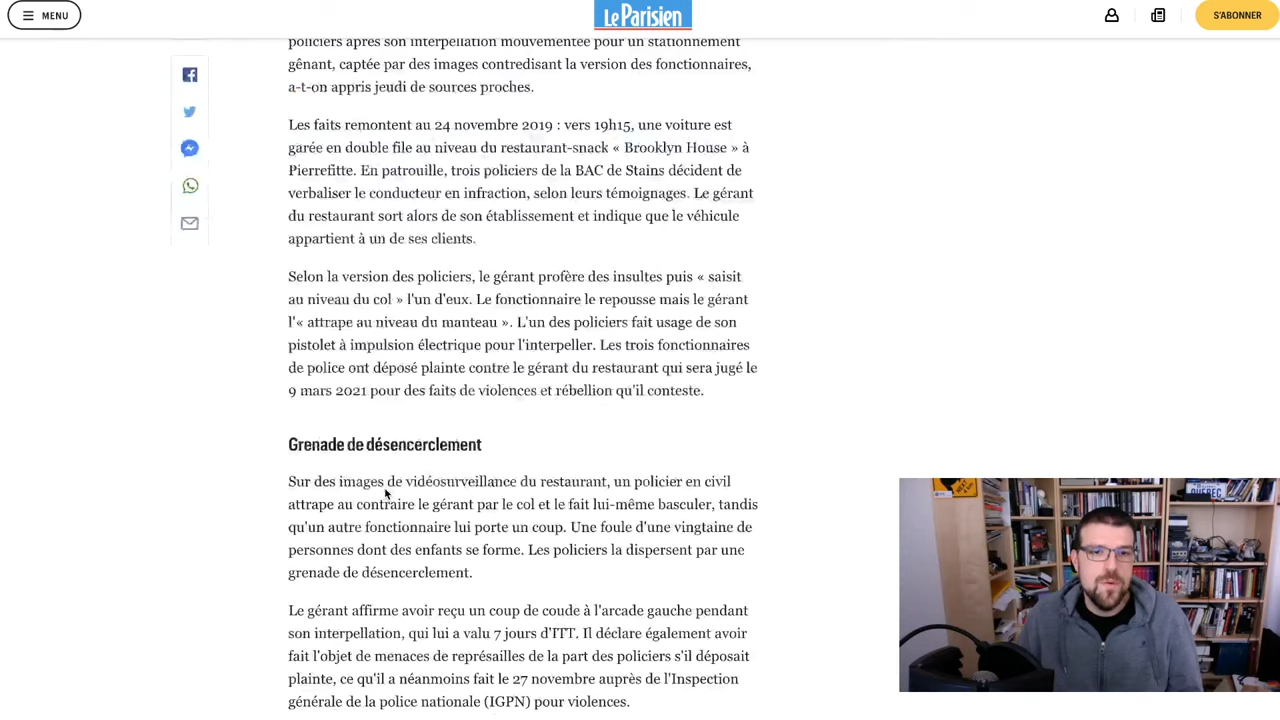 MENU
Le Parisien
S'ABONNER
policiers après son interpellation mouvementée pour un stationnement
gênant, captée par des images contredisant la version des fonctionnaires,
a-t-on appris jeudi de sources proches.
Les faits remontent au 24 novembre 2019 : vers 19h15, une voiture est
garée en double file au niveau du restaurant-snack « Brooklyn House » à
Pierrefitte. En patrouille, trois policiers de la BAC de Stains décident de
verbaliser le conducteur en infraction, selon leurs témoignages. Le gérant
du restaurant sort alors de son établissement et indique que le véhicule
appartient à un de ses clients.
Selon la version des policiers, le gérant profère des insultes puis « saisit
au niveau du col » l'un d'eux. Le fonctionnaire le repousse mais le gérant
l'« attrape au niveau du manteau ». L'un des policiers fait usage de son
pistolet à impulsion électrique pour l'interpeller. Les trois fonctionnaires
de police ont déposé plainte contre le gérant du restaurant qui sera jugé le
9 mars 2021 pour des faits de violences et rébellion qu'il conteste.
Grenade de désencerclement
Sur des images de vidéosurveillance du restaurant, un policier en civil
attrape au contraire le gérant par le col et le fait lui-même basculer, tandis
qu'un autre fonctionnaire lui porte un coup. Une foule d'une vingtaine de
personnes dont des enfants se forme. Les policiers la dispersent par une
grenade de désencerclement.
Le gérant affirme avoir reçu un coup de coude à l'arcade gauche pendant
son interpellation, qui lui a valu 7 jours d'ITT. Il déclare également avoir
fait l'objet de menaces de représailles de la part des policiers s'il déposait
plainte, ce qu'il a néanmoins fait le 27 novembre auprès de l'Inspection
générale de la police nationale (IGPN) pour violences.
NEXT
QUÉBEC